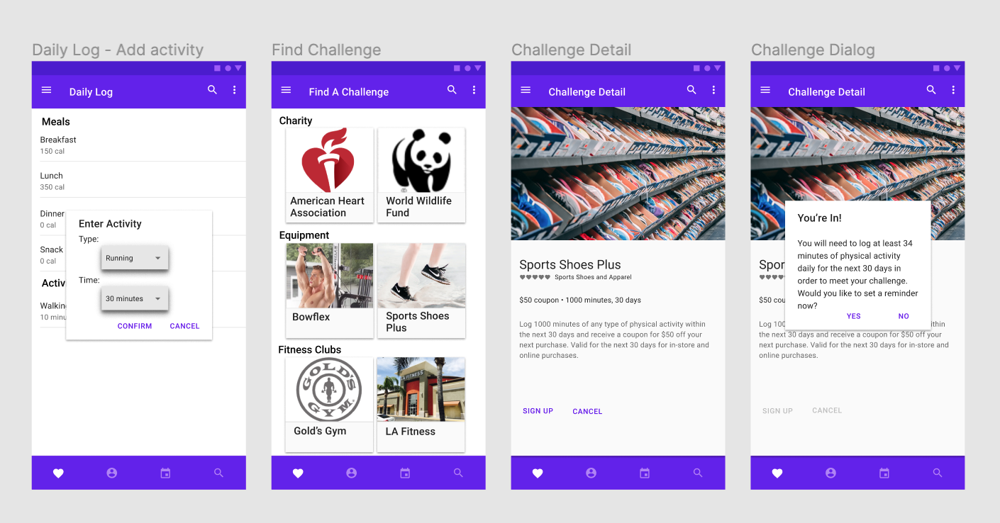 Daily Log - Add activity
Daily Log
Meals
Breakfast
150 cal
Lunch
350 cal
Dinner
0 cal
Snack
0 cal
Activ
Walkin
10 minu
Enter Activity
Type:
Running
Time:
30 minutes
CONFIRM CANCEL
Find Challenge
Find A Challenge
Charity
American Heart
Association
World Wildlife
Fund
Equipment
Bowflex
Sports Shoes
Plus
Fitness Clubs
GOLD'S
GYM
Gold's Gym
LA FITNESS
LA Fitness
Challenge Detail
Challenge Detail
Sports Shoes Plus
Sports Shoes and Apparel
$50 coupon • 1000 minutes, 30 days
Log 1000 minutes of any type of physical activity within
the next 30 days and receive a coupon for $50 off your
next purchase. Valid for the next 30 days for in-store and
online purchases.
SIGN UP CANCEL
Challenge Dialog
Challenge Detail
You're In!
You will need to log at least 34
minutes of physical activity
daily for the next 30 days in
order to meet your challenge.
Would you like to set a reminder
now?
YES NO
Spor
$50 cou
Log 100 within
the next 30 days and receive a coupon for $50 off your
next purchase. Valid for the next 30 days for in-store and
online purchases.
SIGN UP CANCEL